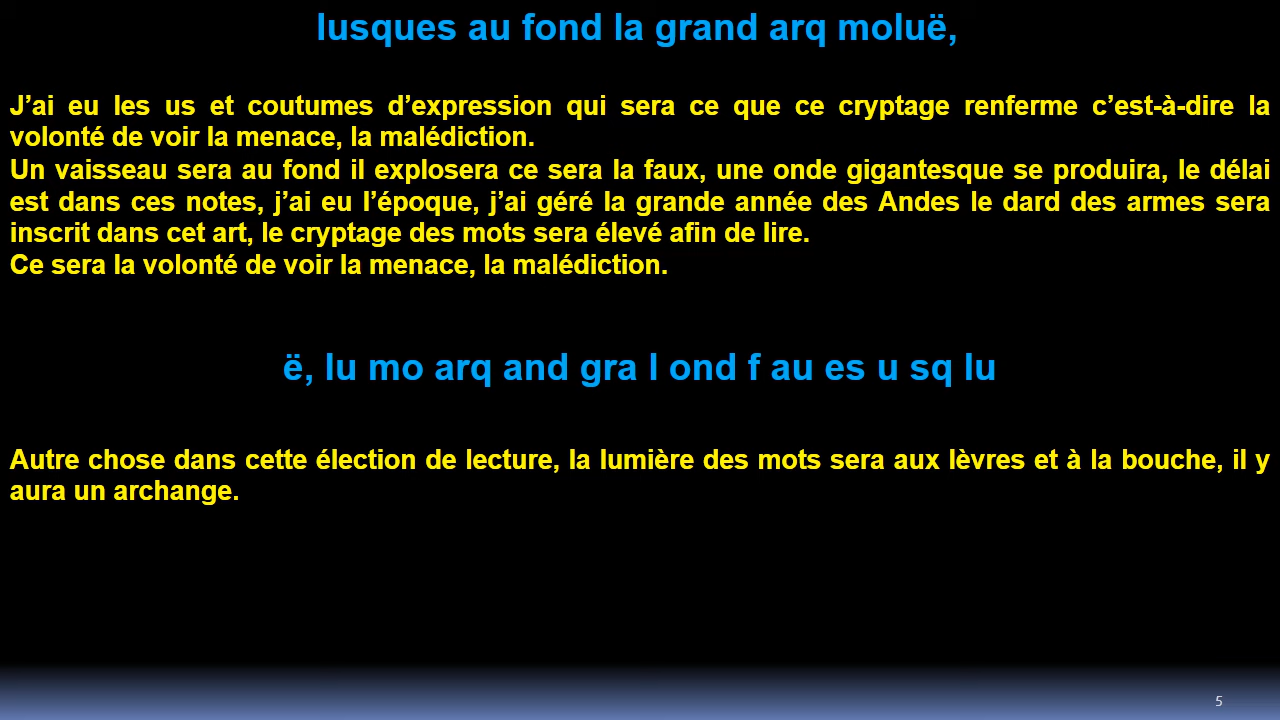 lusques au fond la grand arq moluë,
J’ai eu les us et coutumes d’expression qui sera ce que ce cryptage renferme c’est-à-dire la
volonté de voir la menace, la malédiction.
Un vaisseau sera au fond il explosera ce sera la faux, une onde gigantesque se produira, le délai
est dans ces notes, j’ai eu l’époque, j’ai géré la grande année des Andes le dard des armes sera
inscrit dans cet art, le cryptage des mots sera élevé afin de lire.
Ce sera la volonté de voir la menace, la malédiction.
ë, lu mo arq and gra l ond f au es u sq lu
Autre chose dans cette élection de lecture, la lumière des mots sera aux lèvres et à la bouche, il y
aura un archange.
5